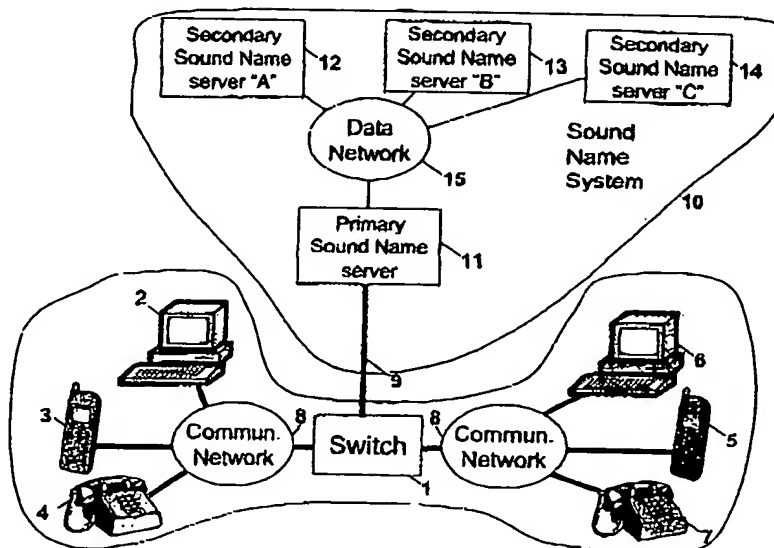 Secondary
Sound Name
server "A"
12
Secondary
Sound Name
server "B"
13
Secondary
Sound Name
server "C"
14
Data
Network
15
Sound
Name
System
10
Primary
Sound Name
server
11
2
3
4
Commun.
Network
8
9
Switch
1
8
Commun.
Network
6
5
7